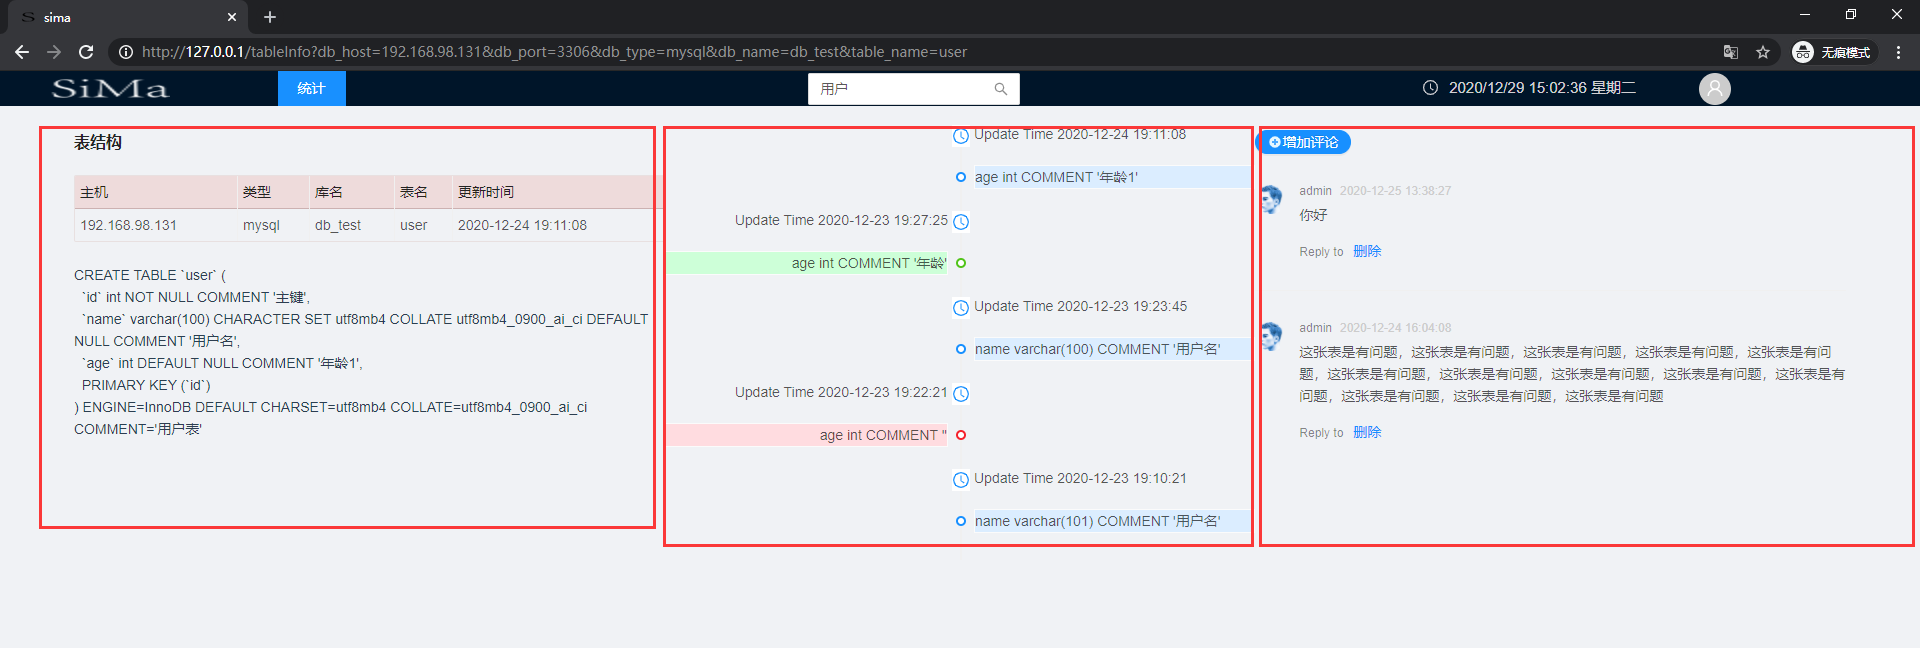 sima
http://127.0.0.1/tableInfo?db_host=192.168.98.131&db_port=3306&db_type=mysql&db_name=db_test&table_name=user
无痕模式
SiMa
统计
用户
2020/12/29 15:02:36 星期二
表结构
主机 类型 库名 表名 更新时间
192.168.98.131 mysql db_test user 2020-12-24 19:11:08
CREATE TABLE `user` (
`id` int NOT NULL COMMENT '主键',
`name` varchar(100) CHARACTER SET utf8mb4 COLLATE utf8mb4_0900_ai_ci DEFAULT
NULL COMMENT '用户名',
`age` int DEFAULT NULL COMMENT '年龄1',
PRIMARY KEY (`id`)
) ENGINE=InnoDB DEFAULT CHARSET=utf8mb4 COLLATE=utf8mb4_0900_ai_ci
COMMENT='用户表'
Update Time 2020-12-24 19:11:08
age int COMMENT '年龄1'
Update Time 2020-12-23 19:27:25
age int COMMENT '年龄'
Update Time 2020-12-23 19:23:45
name varchar(100) COMMENT '用户名'
Update Time 2020-12-23 19:22:21
age int COMMENT ''
Update Time 2020-12-23 19:10:21
name varchar(101) COMMENT '用户名'
增加评论
admin 2020-12-25 13:38:27
你好
Reply to 删除
admin 2020-12-24 16:04:08
这张表是有问题，这张表是有问题，这张表是有问题，这张表是有问题，这张表是有问
题，这张表是有问题，这张表是有问题，这张表是有问题，这张表是有问题，这张表是有
问题，这张表是有问题，这张表是有问题，这张表是有问题
Reply to 删除